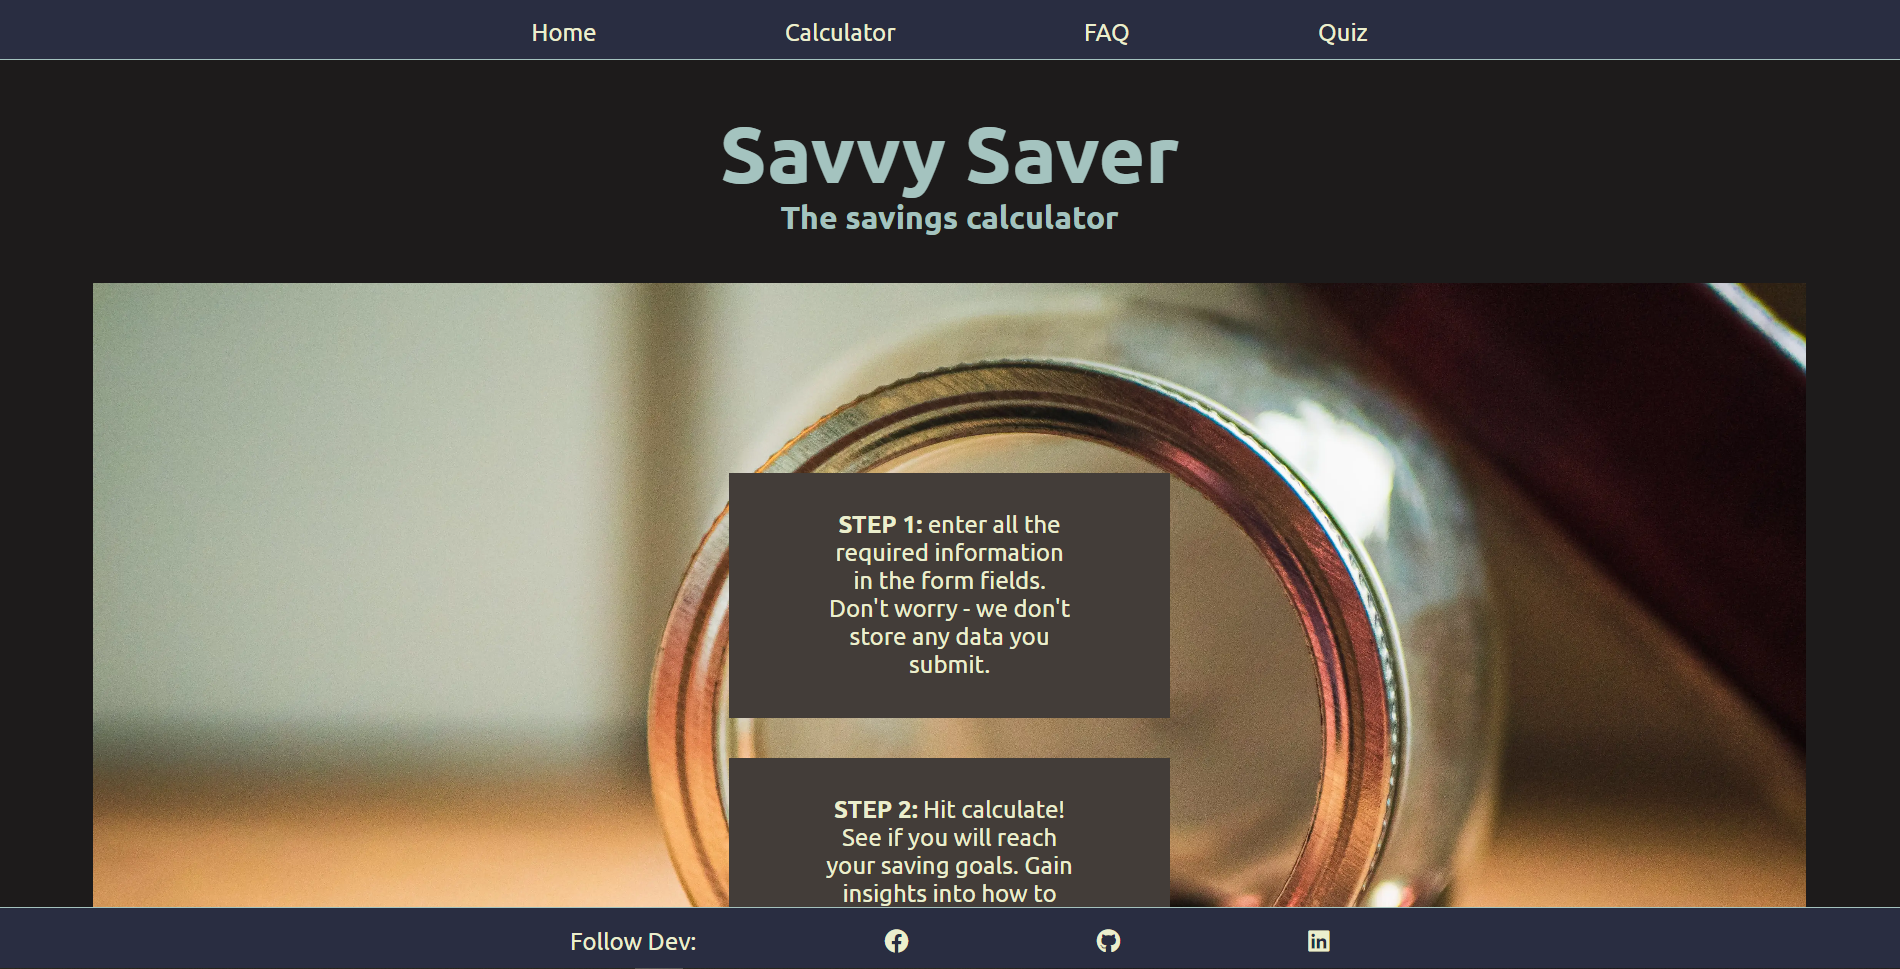 Home Calculator FAQ Quiz
Savvy Saver
The savings calculator
STEP 1: enter all the
required information
in the form fields.
Don't worry - we don't
store any data you
submit.
STEP 2: Hit calculate!
See if you will reach
your saving goals. Gain
insights into how to
Follow Dev: